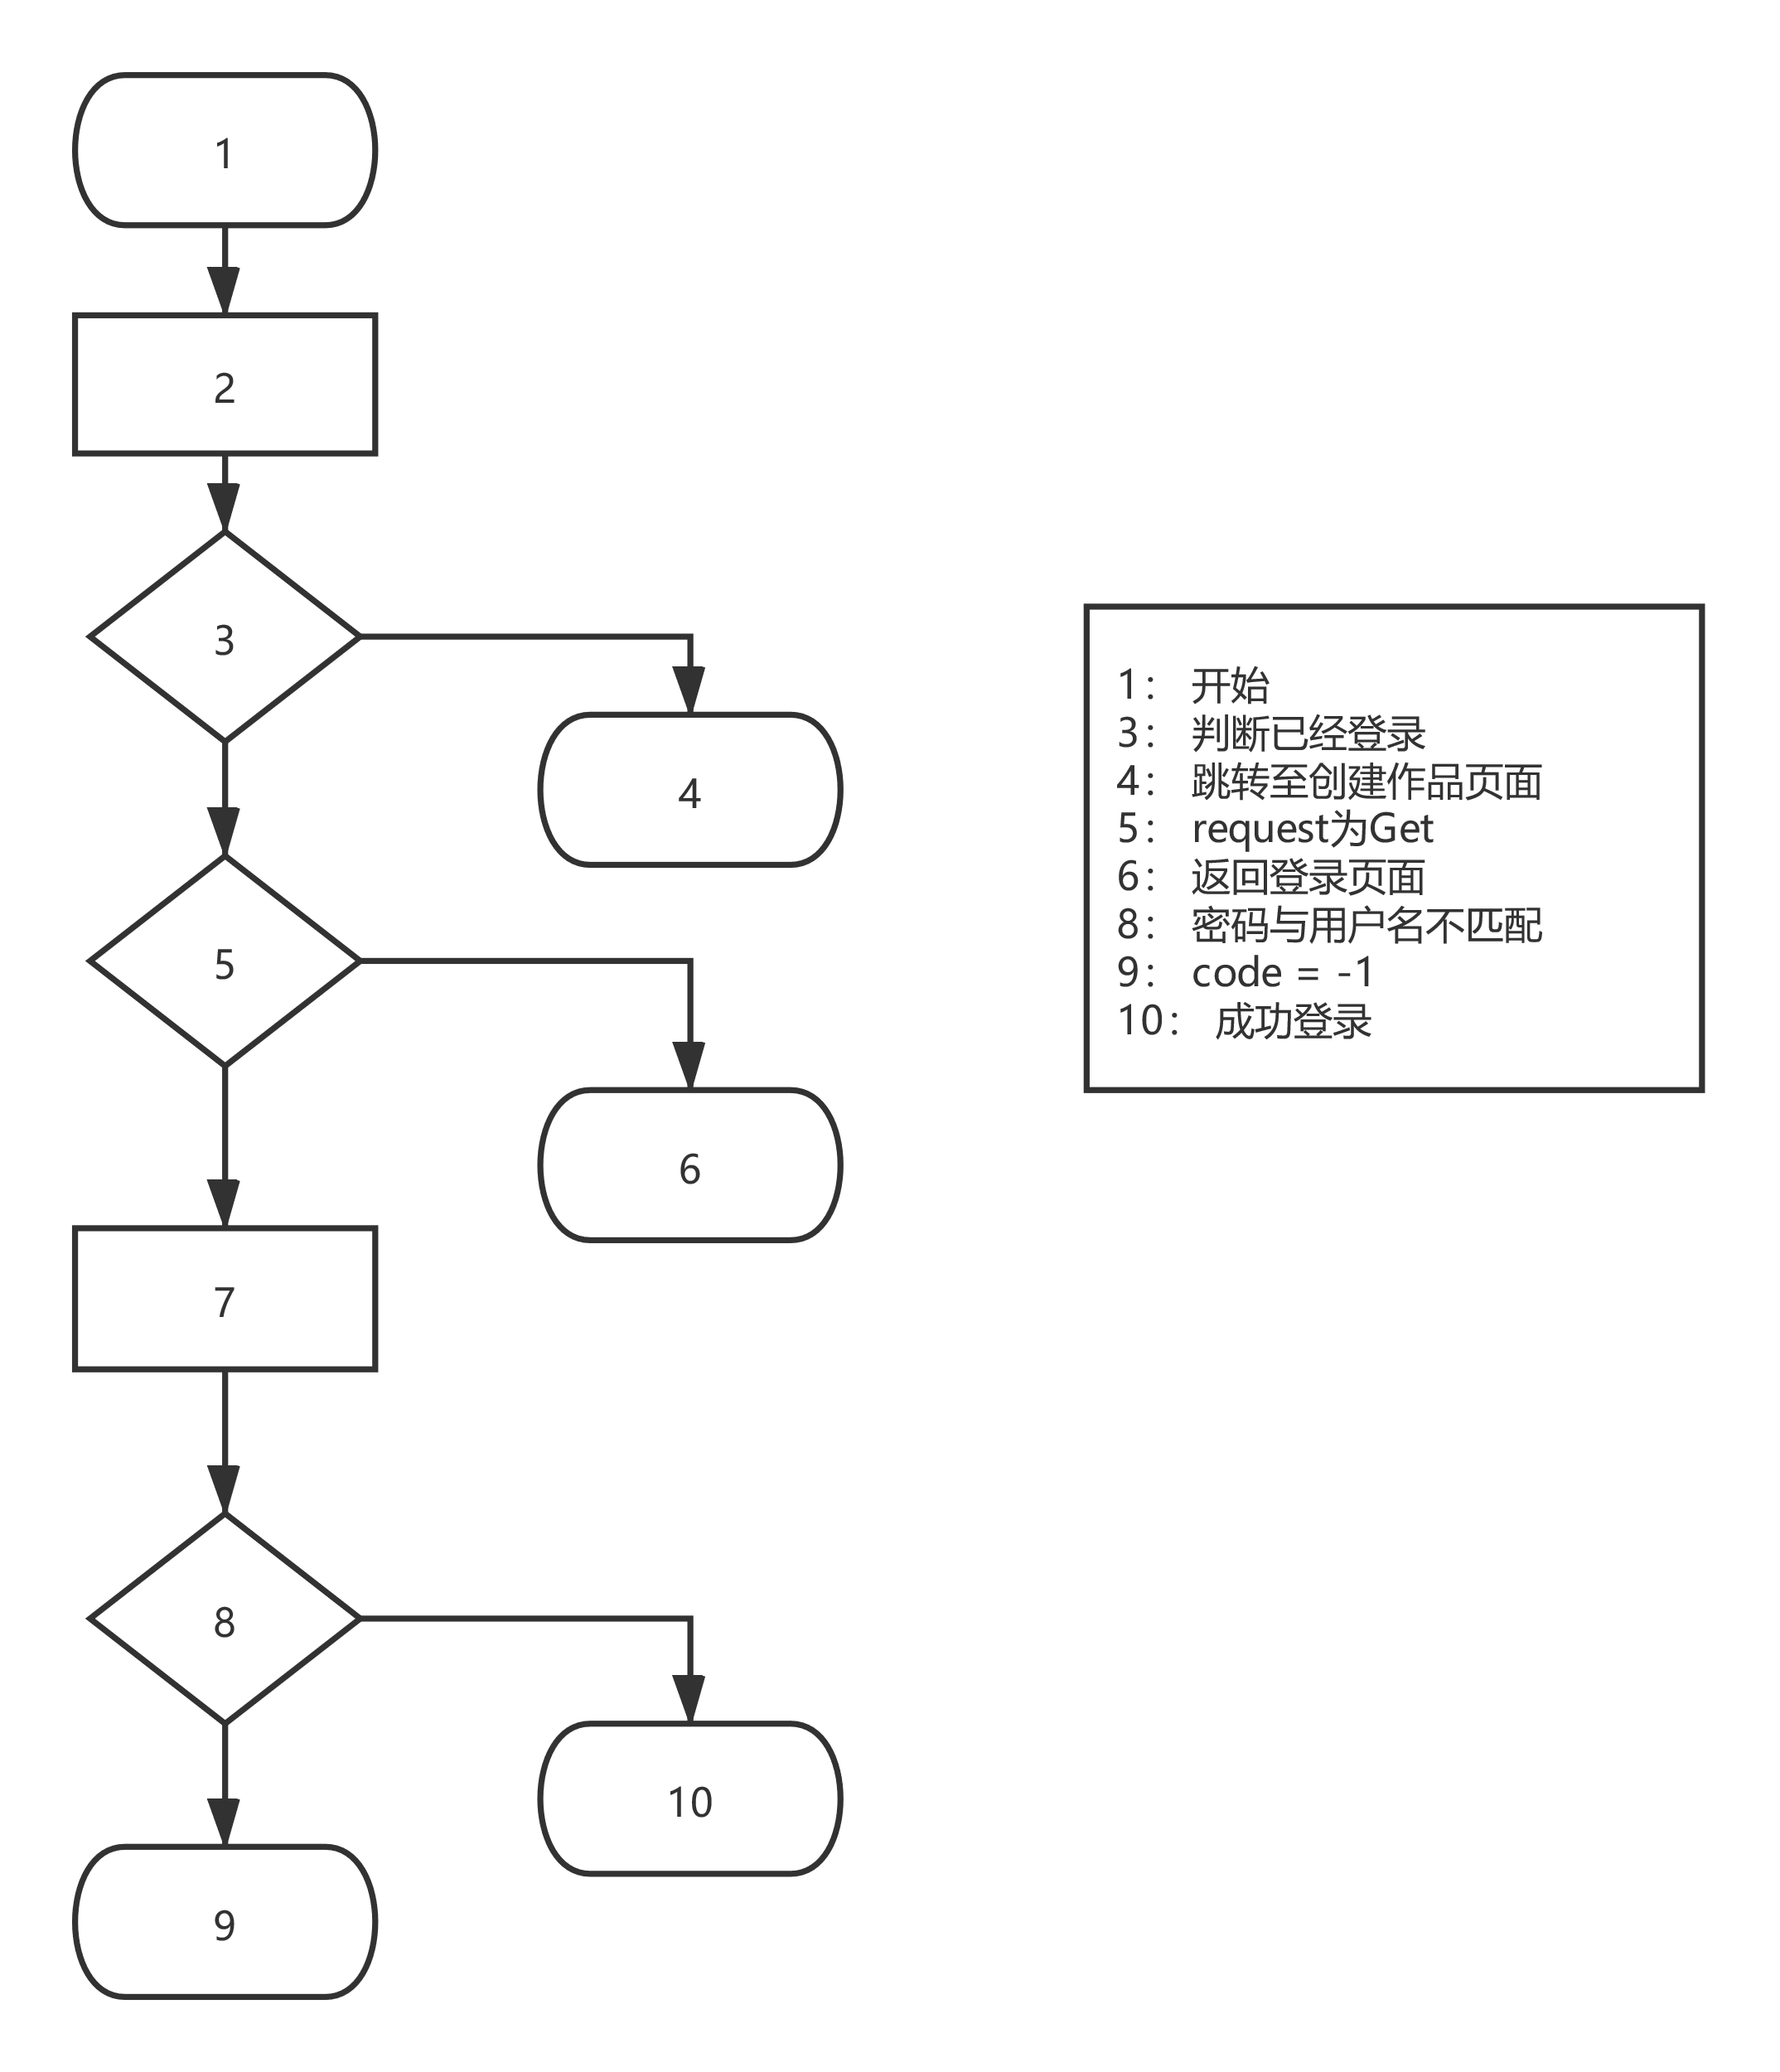 1
2
3
4
5
6
7
8
10
9
1： 开始
3： 判断已经登录
4： 跳转至创建作品页面
5： request为Get
6： 返回登录页面
8： 密码与用户名不匹配
9： code = -1
10： 成功登录